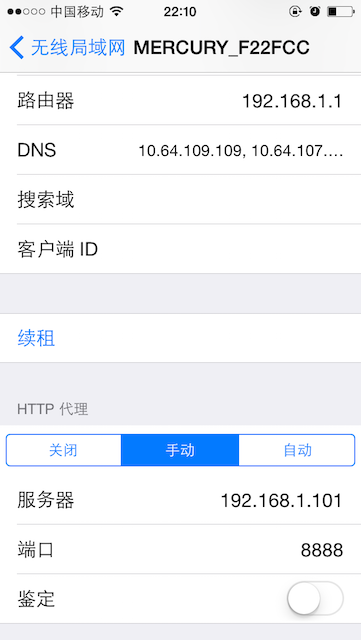 中国移动 22:10
无线局域网 MERCURY_F22FCC
路由器 192.168.1.1
DNS 10.64.109.109, 10.64.107....
搜索域
客户端 ID
续租
HTTP 代理
关闭 手动 自动
服务器 192.168.1.101
端口 8888
鉴定